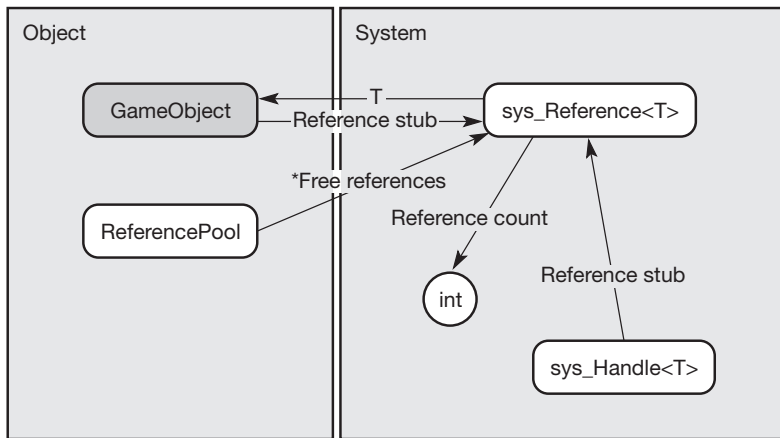 Object
System
GameObject
T
sys_Reference<T>
Reference stub
*Free references
ReferencePool
Reference count
int
Reference stub
sys_Handle<T>